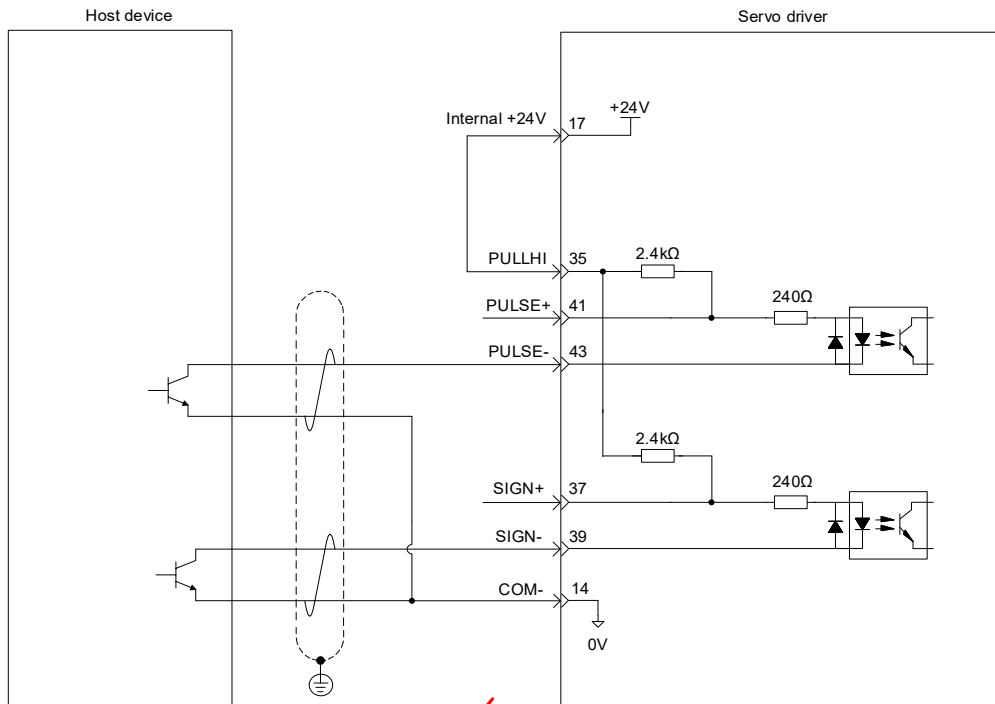 Host device
Servo driver
Internal +24V
17
+24V
PULLHI
35
2.4kΩ
PULSE+
41
240Ω
PULSE-
43
2.4kΩ
SIGN+
37
240Ω
SIGN-
39
COM-
14
0V